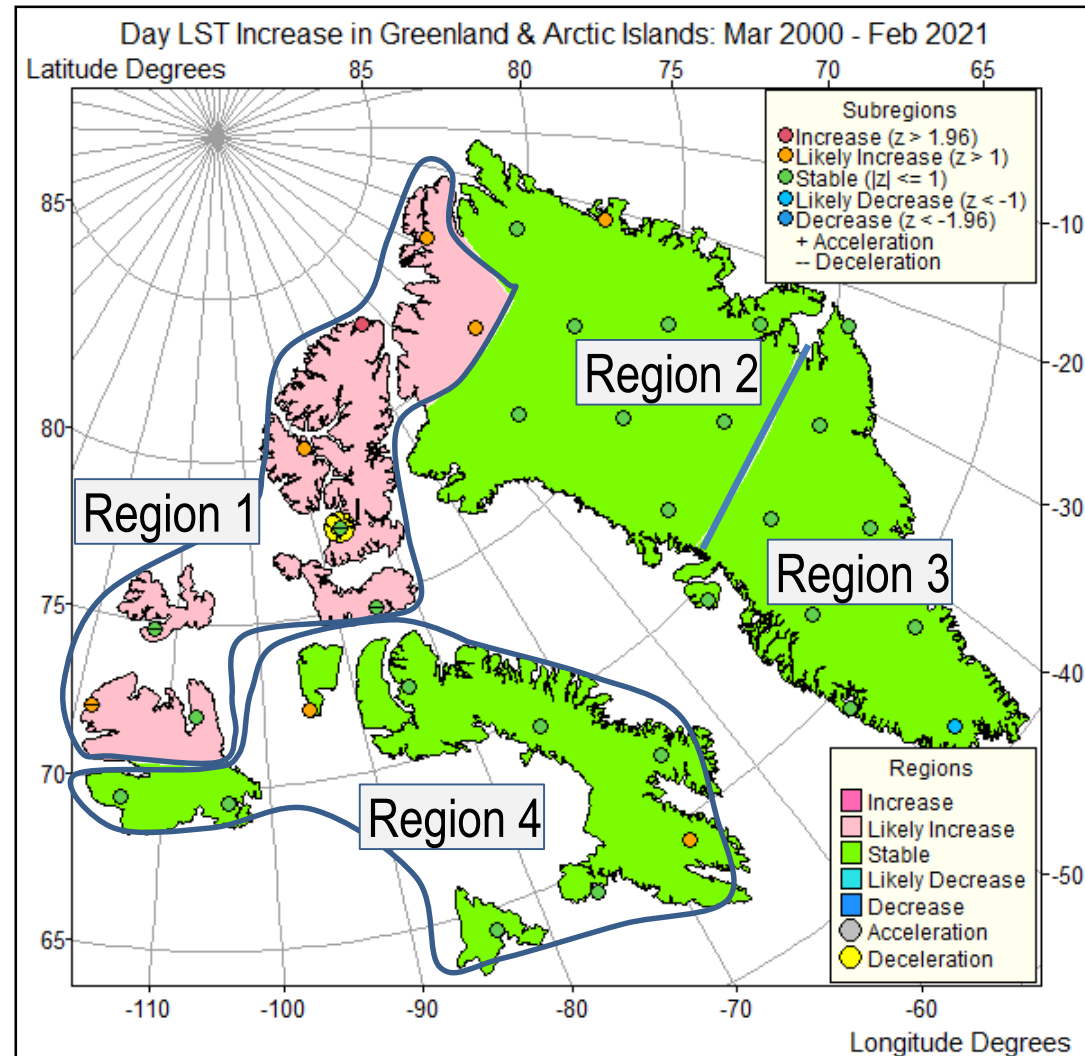 Day LST Increase in Greenland & Arctic Islands: Mar 2000 - Feb 2021
Latitude Degrees
85
80
75
70
65
Subregions
Increase (z > 1.96)
Likely Increase (z > 1)
Stable (|z| <= 1)
Likely Decrease (z < -1)
Decrease (z < -1.96)
+ Acceleration
-- Deceleration
85
80
75
70
65
-10
-20
-30
-40
-50
Region 1
Region 2
Region 3
Region 4
Regions
Increase
Likely Increase
Stable
Likely Decrease
Decrease
Acceleration
Deceleration
-110
-100
-90
-80
-70
-60
Longitude Degrees